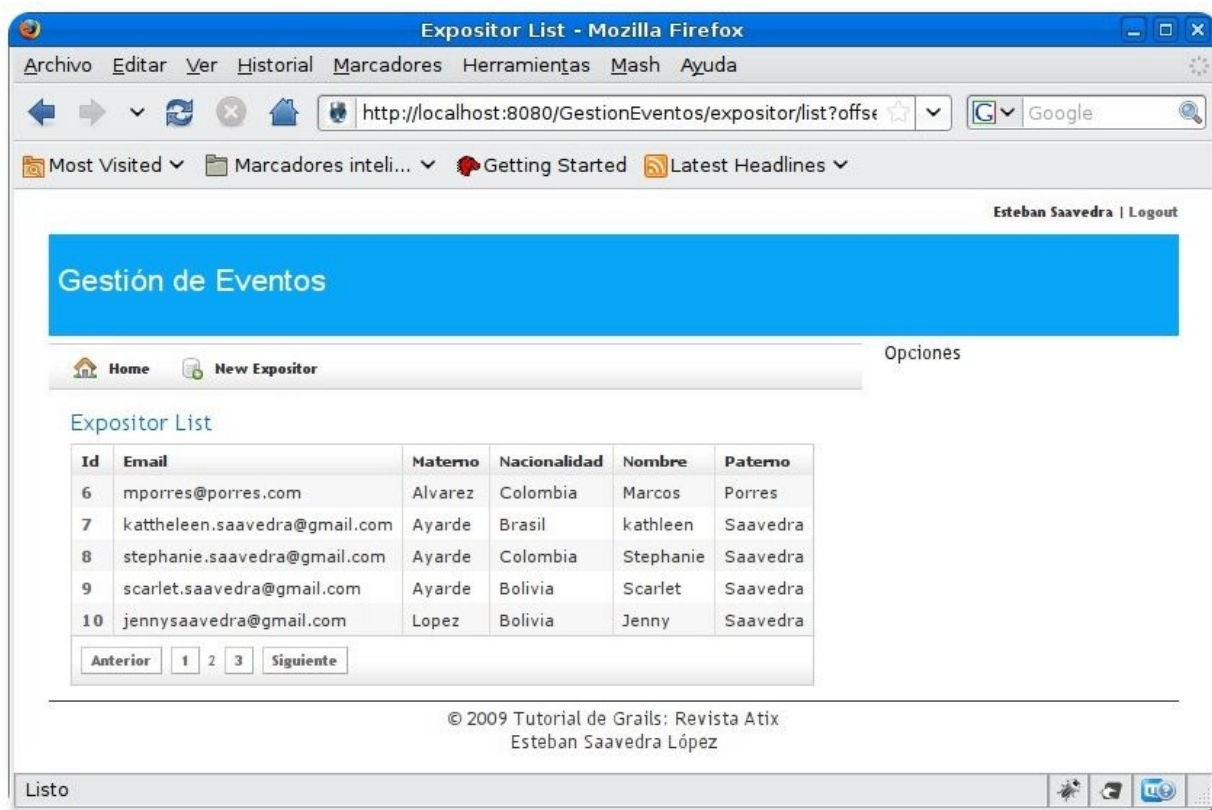 Expositor List - Mozilla Firefox
Archivo Editar Ver Historial Marcadores Herramientas Mash Ayuda
http://localhost:8080/GestionEventos/expositor/list?offse
G Google
Most Visited Marcadores inteli... Getting Started Latest Headlines
Esteban Saavedra | Logout
Gestión de Eventos
Home New Expositor
Opciones
Expositor List
Id Email Materno Nacionalidad Nombre Paterno
6 mporres@porres.com Alvarez Colombia Marcos Porres
7 kattheleen.saavedra@gmail.com Ayarde Brasil kathleen Saavedra
8 stephanie.saavedra@gmail.com Ayarde Colombia Stephanie Saavedra
9 scarlet.saavedra@gmail.com Ayarde Bolivia Scarlet Saavedra
10 jennysaavedra@gmail.com Lopez Bolivia Jenny Saavedra
Anterior 1 2 3 Siguiente
© 2009 Tutorial de Grails: Revista Atix
Esteban Saavedra López
Listo